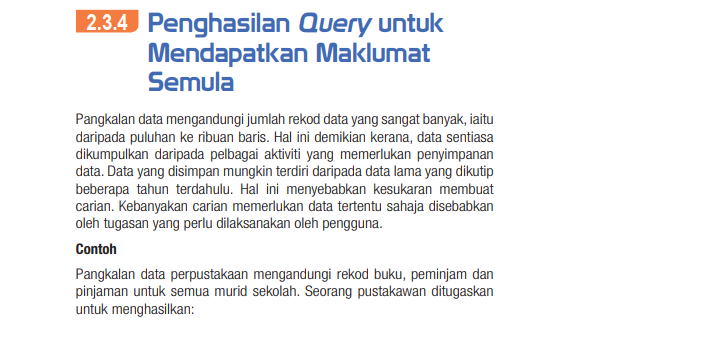 2.3.4 Penghasilan Query untuk
Mendapatkan Maklumat
Semula
Pangkalan data mengandungi jumlah rekod data yang sangat banyak, iaitu
daripada puluhan ke ribuan baris. Hal ini demikian kerana, data sentiasa
dikumpulkan daripada pelbagai aktiviti yang memerlukan penyimpanan
data. Data yang disimpan mungkin terdiri daripada data lama yang dikutip
beberapa tahun terdahulu. Hal ini menyebabkan kesukaran membuat
carian. Kebanyakan carian memerlukan data tertentu sahaja disebabkan
oleh tugasan yang perlu dilaksanakan oleh pengguna.
Contoh
Pangkalan data perpustakaan mengandungi rekod buku, peminjam dan
pinjaman untuk semua murid sekolah. Seorang pustakawan ditugaskan
untuk menghasilkan: